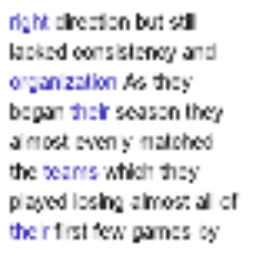 right direction but still
lacked consistency and
organization As they
began their season they
almost evenly matched
the teams which they
played losing almost all of
their first few games by